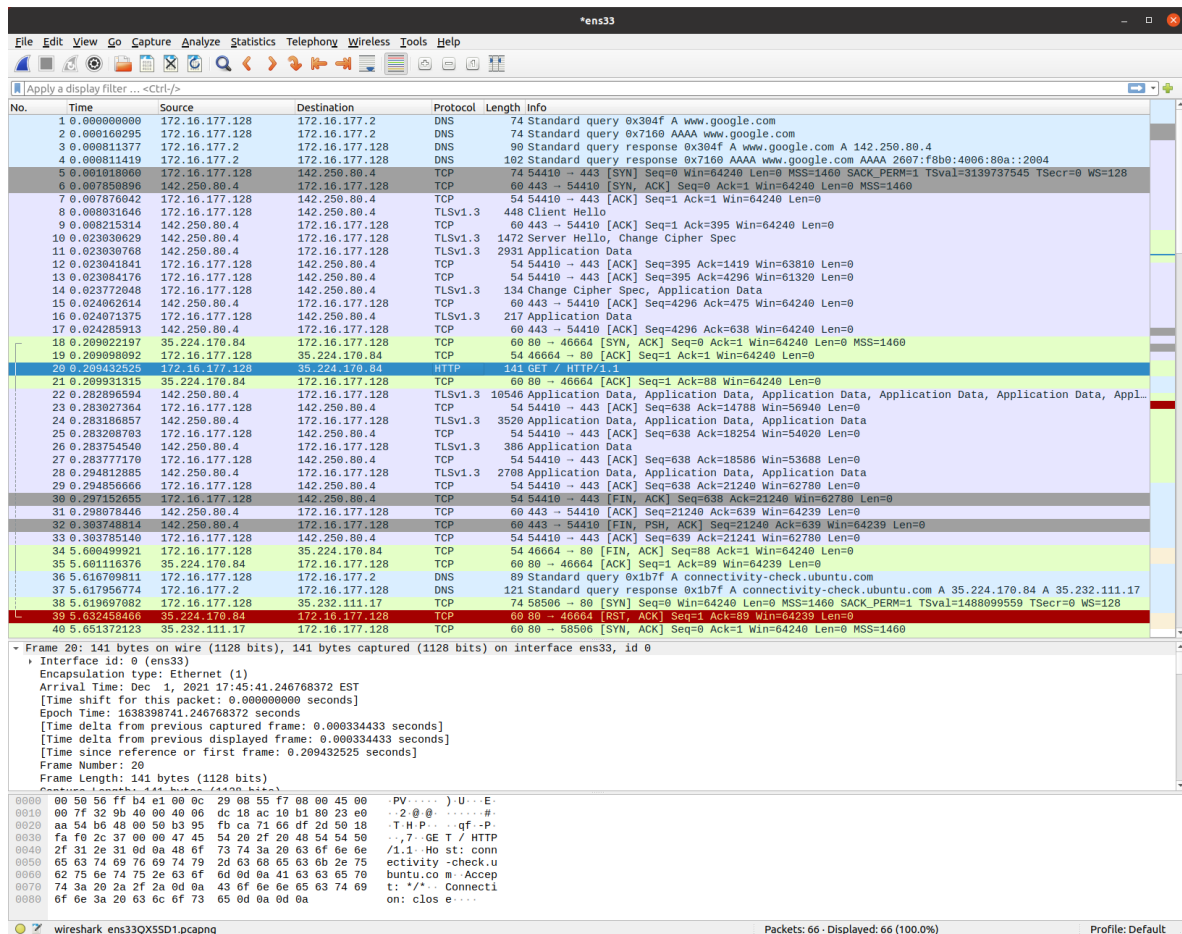 *ens33
File Edit View Go Capture Analyze Statistics Telephony Wireless Tools Help
Apply a display filter ... <Ctrl-/>
No. Time Source Destination Protocol Length Info
1 0.000000000 172.16.177.128 172.16.177.2 DNS 74 Standard query 0x304f A www.google.com
2 0.000160295 172.16.177.128 172.16.177.2 DNS 74 Standard query 0x7160 AAAA www.google.com
3 0.000811377 172.16.177.2 172.16.177.128 DNS 90 Standard query response 0x304f A www.google.com A 142.250.80.4
4 0.000811419 172.16.177.2 172.16.177.128 DNS 102 Standard query response 0x7160 AAAA www.google.com AAAA 2607:f8b0:4006:80a::2004
5 0.001018060 172.16.177.128 142.250.80.4 TCP 74 54410 → 443 [SYN] Seq=0 Win=64240 Len=0 MSS=1460 SACK_PERM=1 TSval=3139737545 TSecr=0 WS=128
6 0.007850896 142.250.80.4 172.16.177.128 TCP 60 443 → 54410 [SYN, ACK] Seq=0 Ack=1 Win=64240 Len=0 MSS=1460
7 0.007876042 172.16.177.128 142.250.80.4 TCP 54 54410 → 443 [ACK] Seq=1 Ack=1 Win=64240 Len=0
8 0.008031646 172.16.177.128 142.250.80.4 TLSv1.3 448 Client Hello
9 0.008215314 142.250.80.4 172.16.177.128 TCP 60 443 → 54410 [ACK] Seq=1 Ack=395 Win=64240 Len=0
10 0.023030629 142.250.80.4 172.16.177.128 TLSv1.3 1472 Server Hello, Change Cipher Spec
11 0.023030768 142.250.80.4 172.16.177.128 TLSv1.3 2931 Application Data
12 0.023041841 172.16.177.128 142.250.80.4 TCP 54 54410 → 443 [ACK] Seq=395 Ack=1419 Win=63810 Len=0
13 0.023084176 172.16.177.128 142.250.80.4 TCP 54 54410 → 443 [ACK] Seq=395 Ack=4296 Win=61320 Len=0
14 0.023772048 172.16.177.128 142.250.80.4 TLSv1.3 134 Change Cipher Spec, Application Data
15 0.024062614 142.250.80.4 172.16.177.128 TCP 60 443 → 54410 [ACK] Seq=4296 Ack=475 Win=64240 Len=0
16 0.024071375 172.16.177.128 142.250.80.4 TLSv1.3 217 Application Data
17 0.024285913 142.250.80.4 172.16.177.128 TCP 60 443 → 54410 [ACK] Seq=4296 Ack=638 Win=64240 Len=0
18 0.209022197 35.224.170.84 172.16.177.128 TCP 60 80 → 46664 [SYN, ACK] Seq=0 Ack=1 Win=64240 Len=0 MSS=1460
19 0.209098092 172.16.177.128 35.224.170.84 TCP 54 46664 → 80 [ACK] Seq=1 Ack=1 Win=64240 Len=0
20 0.209432525 172.16.177.128 35.224.170.84 HTTP 141 GET / HTTP/1.1
21 0.209931315 35.224.170.84 172.16.177.128 TCP 60 80 → 46664 [ACK] Seq=1 Ack=88 Win=64240 Len=0
22 0.282896594 142.250.80.4 172.16.177.128 TLSv1.3 10546 Application Data, Application Data, Application Data, Application Data, Application Data, Appl…
23 0.283027364 172.16.177.128 142.250.80.4 TCP 54 54410 → 443 [ACK] Seq=638 Ack=14788 Win=56940 Len=0
24 0.283186857 142.250.80.4 172.16.177.128 TLSv1.3 3520 Application Data, Application Data
25 0.283208703 172.16.177.128 142.250.80.4 TCP 54 54410 → 443 [ACK] Seq=638 Ack=18254 Win=54020 Len=0
26 0.283754540 142.250.80.4 172.16.177.128 TLSv1.3 386 Application Data
27 0.283777170 172.16.177.128 142.250.80.4 TCP 54 54410 → 443 [ACK] Seq=638 Ack=18586 Win=53688 Len=0
28 0.294812885 142.250.80.4 172.16.177.128 TLSv1.3 2708 Application Data, Application Data, Application Data
29 0.294856666 172.16.177.128 142.250.80.4 TCP 54 54410 → 443 [ACK] Seq=638 Ack=21240 Win=62780 Len=0
30 0.297152655 172.16.177.128 142.250.80.4 TCP 54 54410 → 443 [FIN, ACK] Seq=638 Ack=21240 Win=62780 Len=0
31 0.298078446 142.250.80.4 172.16.177.128 TCP 60 443 → 54410 [ACK] Seq=21240 Ack=639 Win=64239 Len=0
32 0.303748814 142.250.80.4 172.16.177.128 TCP 60 443 → 54410 [FIN, PSH, ACK] Seq=21240 Ack=639 Win=64239 Len=0
33 0.303785140 172.16.177.128 142.250.80.4 TCP 54 54410 → 443 [ACK] Seq=639 Ack=21241 Win=62780 Len=0
34 5.600499921 172.16.177.128 35.224.170.84 TCP 54 46664 → 80 [FIN, ACK] Seq=88 Ack=1 Win=64240 Len=0
35 5.601116376 35.224.170.84 172.16.177.128 TCP 60 80 → 46664 [ACK] Seq=1 Ack=89 Win=64239 Len=0
36 5.616709811 172.16.177.128 172.16.177.2 DNS 89 Standard query 0x1b7f A connectivity-check.ubuntu.com
37 5.617956774 172.16.177.2 172.16.177.128 DNS 121 Standard query response 0x1b7f A connectivity-check.ubuntu.com A 35.224.170.84 A 35.232.111.17
38 5.619697082 172.16.177.128 35.232.111.17 TCP 74 58506 → 80 [SYN] Seq=0 Win=64240 Len=0 MSS=1460 SACK_PERM=1 TSval=1488099559 TSecr=0 WS=128
39 5.632458466 35.224.170.84 172.16.177.128 TCP 60 80 → 46664 [RST, ACK] Seq=1 Ack=89 Win=64239 Len=0
40 5.651372123 35.232.111.17 172.16.177.128 TCP 60 80 → 58506 [SYN, ACK] Seq=0 Ack=1 Win=64240 Len=0 MSS=1460
Frame 20: 141 bytes on wire (1128 bits), 141 bytes captured (1128 bits) on interface ens33, id 0
Interface id: 0 (ens33)
Encapsulation type: Ethernet (1)
Arrival Time: Dec 1, 2021 17:45:41.246768372 EST
[Time shift for this packet: 0.000000000 seconds]
Epoch Time: 1638398741.246768372 seconds
[Time delta from previous captured frame: 0.000334433 seconds]
[Time delta from previous displayed frame: 0.000334433 seconds]
[Time since reference or first frame: 0.209432525 seconds]
Frame Number: 20
Frame Length: 141 bytes (1128 bits)
Capture Length: 141 bytes (1128 bits)
0000 00 50 56 ff b4 e1 00 0c 29 08 55 f7 08 00 45 00 ·PV····· )·U···E·
0010 00 7f 32 9b 40 00 40 06 dc 18 ac 10 b1 80 23 e0 ··2·@·@· ······#·
0020 aa 54 b6 48 00 50 b3 95 fb ca 71 66 df 2d 50 18 ·T·H·P·· ··qf·-P·
0030 fa f0 2c 37 00 00 47 45 54 20 2f 20 48 54 54 50 ··,7··GE T / HTTP
0040 2f 31 2e 31 0d 0a 48 6f 73 74 3a 20 63 6f 6e 6e /1.1··Ho st: conn
0050 65 63 74 69 76 69 74 79 2d 63 68 65 63 6b 2e 75 ectivity -check.u
0060 62 75 6e 74 75 2e 63 6f 6d 0d 0a 41 63 63 65 70 buntu.co m··Accep
0070 74 3a 20 2a 2f 2a 0d 0a 43 6f 6e 6e 65 63 74 69 t: */*·· Connecti
0080 6f 6e 3a 20 63 6c 6f 73 65 0d 0a 0d 0a on: clos e····
wireshark_ens33QX5SD1.pcapng Packets: 66 · Displayed: 66 (100.0%) Profile: Default